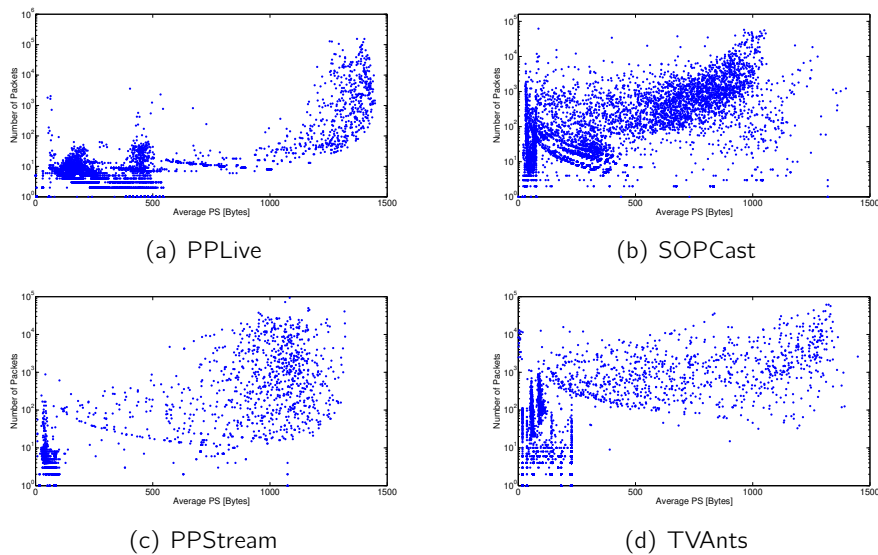 10^6
10^5
10^4
10^3
10^2
10^1
10^0
Number of Packets
0 500 1000 1500
Average PS [Bytes]
(a) PPLive
10^5
10^4
10^3
10^2
10^1
10^0
Number of Packets
0 500 1000 1500
Average PS [Bytes]
(b) SOPCast
10^5
10^4
10^3
10^2
10^1
10^0
Number of Packets
0 500 1000 1500
Average PS [Bytes]
(c) PPStream
10^5
10^4
10^3
10^2
10^1
10^0
Number of Packets
0 500 1000 1500
Average PS [Bytes]
(d) TVAnts